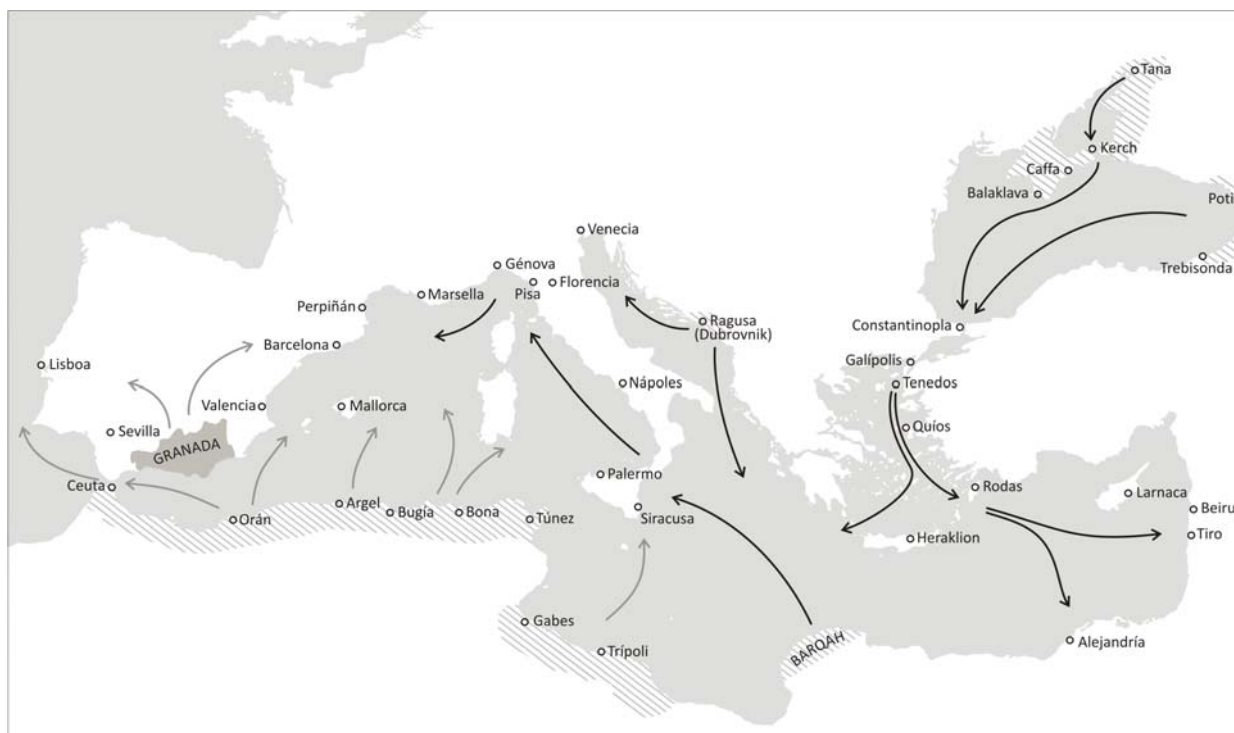 Tana
Kerch
Caffa
Balaklava
Poti
Trebisonda
Venecia
Génova
Pisa
Florencia
Marsella
Perpiñán
Ragusa
(Dubrovnik)
Constantinopla
Barcelona
Galípolis
Lisboa
Nápoles
Tenedos
Valencia
Mallorca
Quíos
Sevilla
GRANADA
Palermo
Ceuta
Rodas
Larnaca
Argel
Bugía
Bona
Túnez
Siracusa
Beiru
Orán
Heraklion
Tiro
Gabes
Trípoli
BARQAH
Alejandría